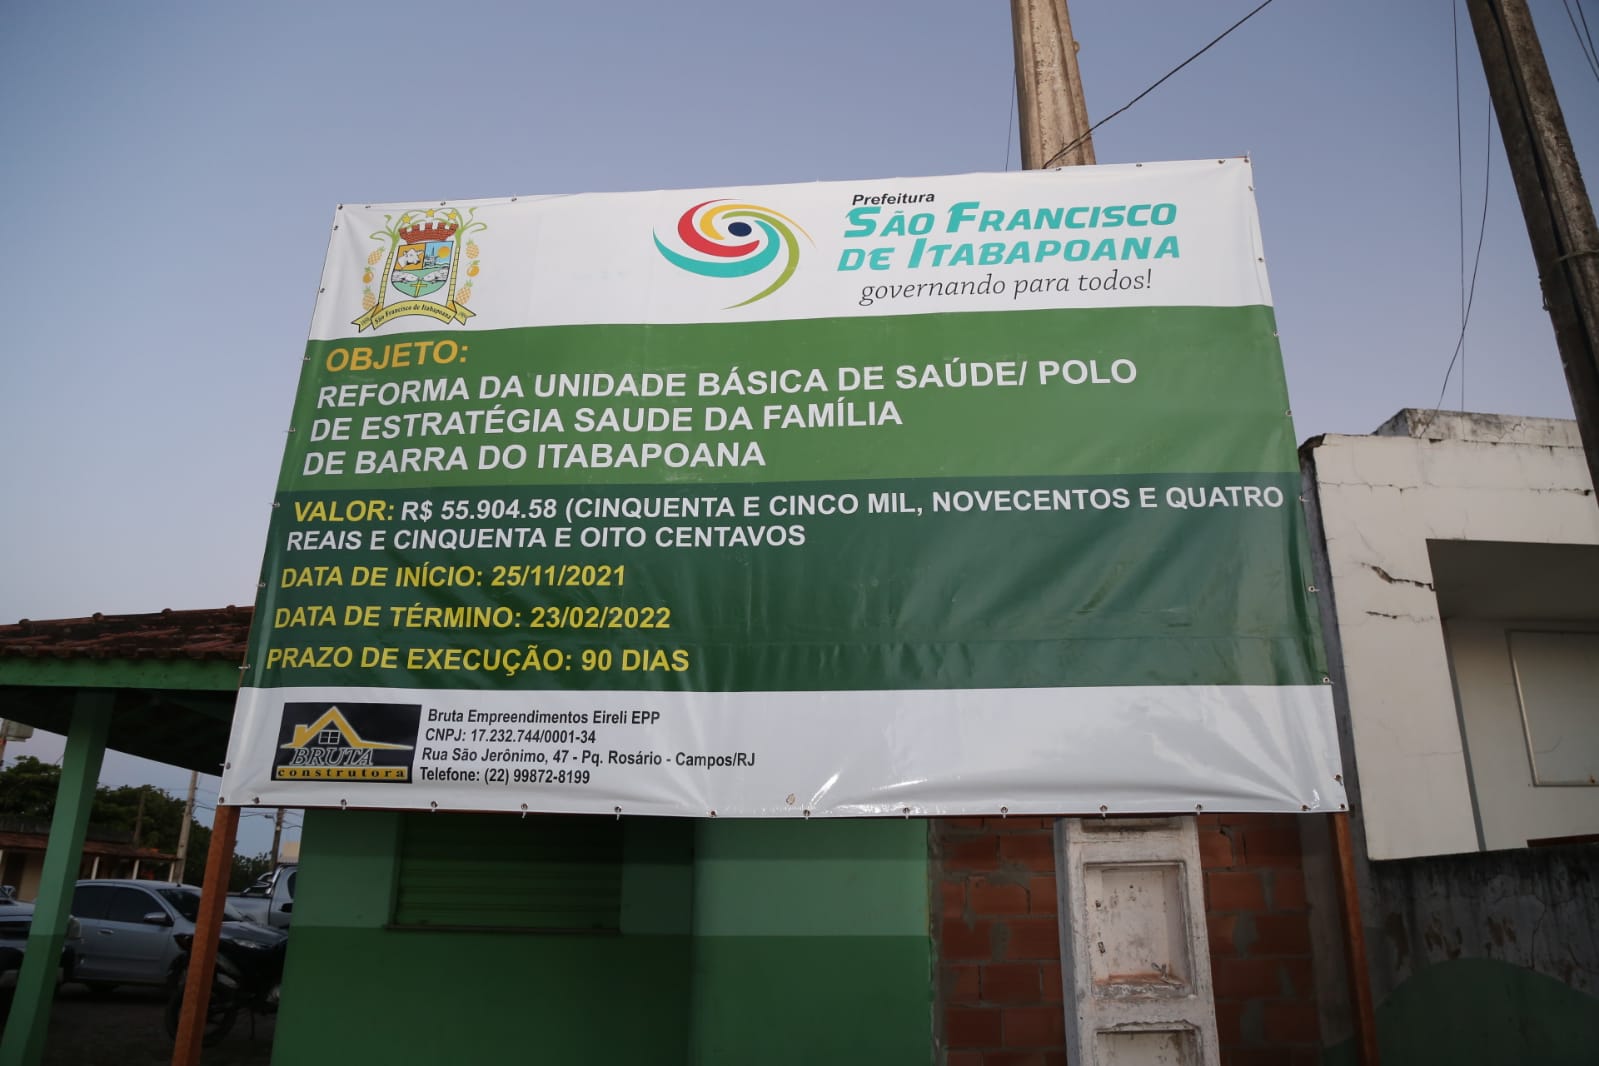 Prefeitura
SÃO FRANCISCO
DE ITABAPOANA
governando para todos!
São Francisco de Itabapoana
OBJETO:
REFORMA DA UNIDADE BÁSICA DE SAÚDE/ POLO
DE ESTRATÉGIA SAUDE DA FAMÍLIA
DE BARRA DO ITABAPOANA
VALOR: R$ 55.904.58 (CINQUENTA E CINCO MIL, NOVECENTOS E QUATRO
REAIS E CINQUENTA E OITO CENTAVOS
DATA DE INÍCIO: 25/11/2021
DATA DE TÉRMINO: 23/02/2022
PRAZO DE EXECUÇÃO: 90 DIAS
BRUTA
construtora
Bruta Empreendimentos Eireli EPP
CNPJ: 17.232.744/0001-34
Rua São Jerônimo, 47 - Pq. Rosário - Campos/RJ
Telefone: (22) 99872-8199